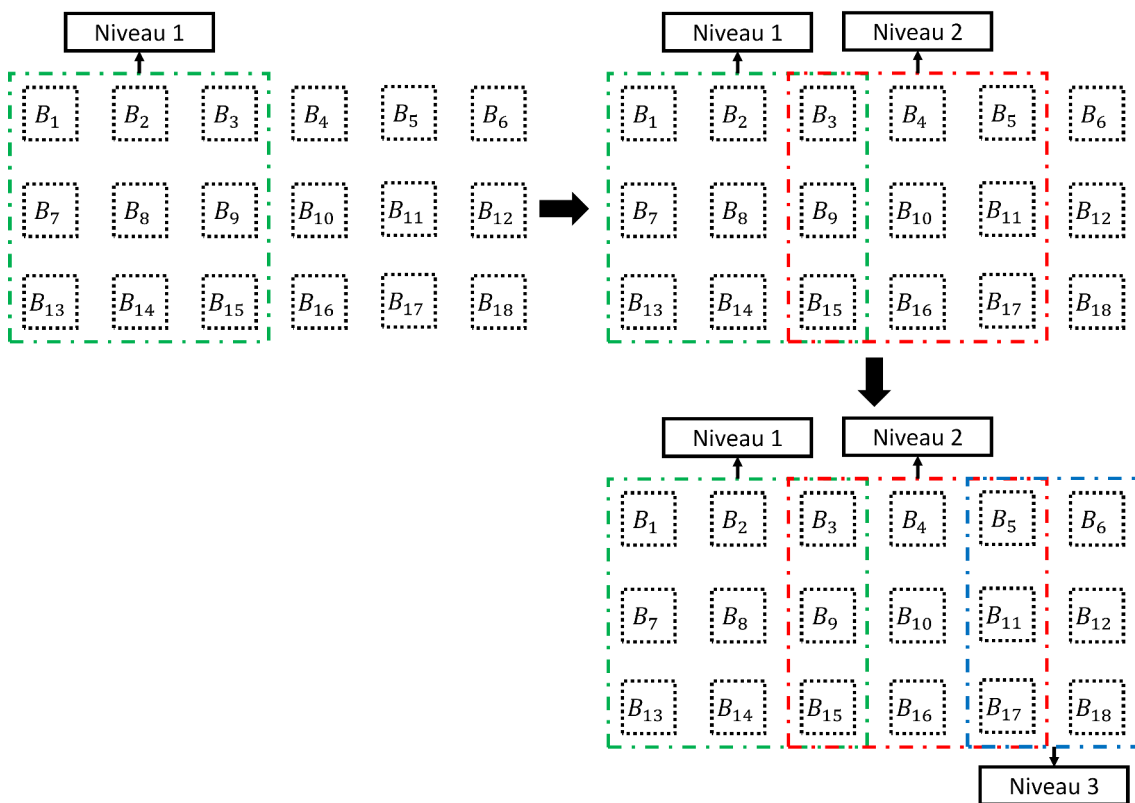 Niveau 1
B₁ B₂ B₃ B₄ B₅ B₆
B₇ B₈ B₉ B₁₀ B₁₁ B₁₂
B₁₃ B₁₄ B₁₅ B₁₆ B₁₇ B₁₈
Niveau 1 Niveau 2
B₁ B₂ B₃ B₄ B₅ B₆
B₇ B₈ B₉ B₁₀ B₁₁ B₁₂
B₁₃ B₁₄ B₁₅ B₁₆ B₁₇ B₁₈
Niveau 1 Niveau 2
B₁ B₂ B₃ B₄ B₅ B₆
B₇ B₈ B₉ B₁₀ B₁₁ B₁₂
B₁₃ B₁₄ B₁₅ B₁₆ B₁₇ B₁₈
Niveau 3